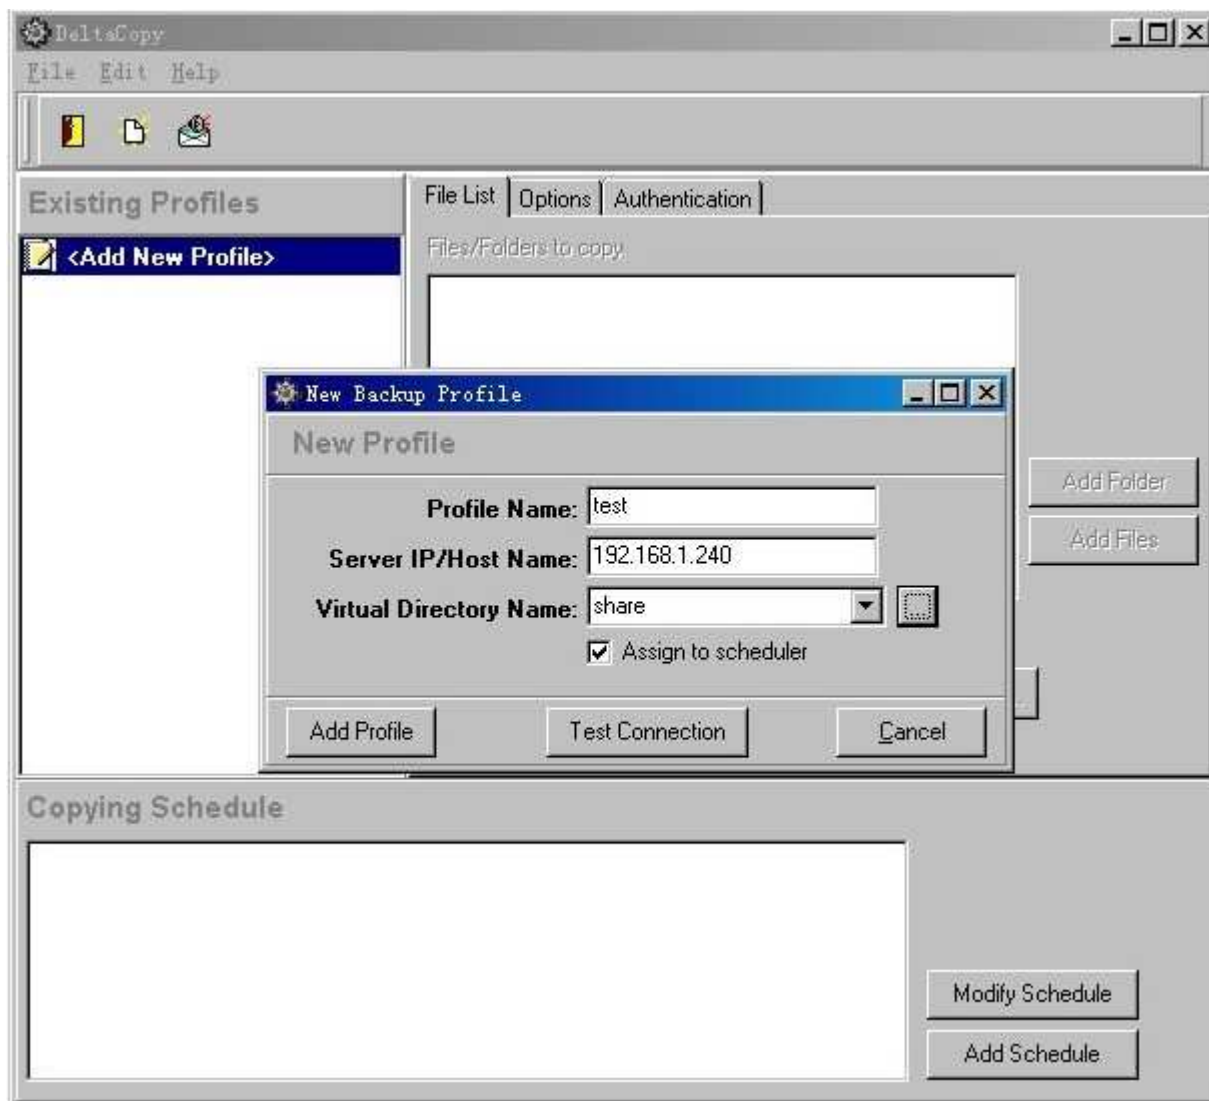 DeltaCopy
File Edit Help
Existing Profiles
File List Options Authentication
<Add New Profile>
Files/Folders to copy
New Backup Profile
New Profile
Add Folder
Profile Name: test
Add Files
Server IP/Host Name: 192.168.1.240
Virtual Directory Name: share
Assign to scheduler
Add Profile Test Connection Cancel
Copying Schedule
Modify Schedule
Add Schedule